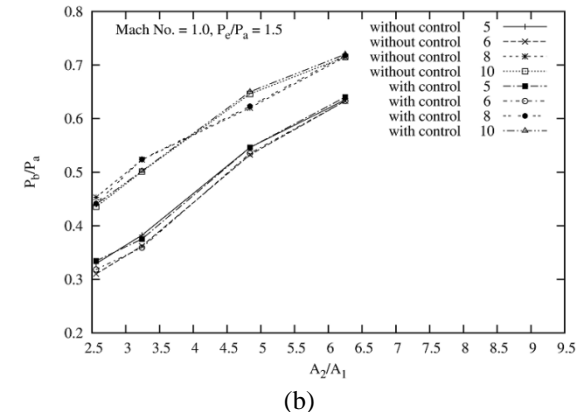 Mach No. = 1.0, Pe/Pa = 1.5
without control 5
without control 6
without control 8
without control 10
with control 5
with control 6
with control 8
with control 10
0.8
0.7
0.6
0.5
0.4
0.3
0.2
Pb/Pa
2.5 3 3.5 4 4.5 5 5.5 6 6.5 7 7.5 8 8.5 9 9.5
A2/A1
(b)